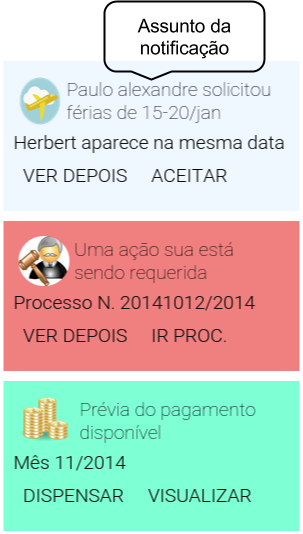 Assunto da
notificação
Paulo alexandre solicitou
férias de 15-20/jan
Herbert aparece na mesma data
VER DEPOIS ACEITAR
Uma ação sua está
sendo requerida
Processo N. 20141012/2014
VER DEPOIS IR PROC.
Prévia do pagamento
disponível
Mês 11/2014
DISPENSAR VISUALIZAR